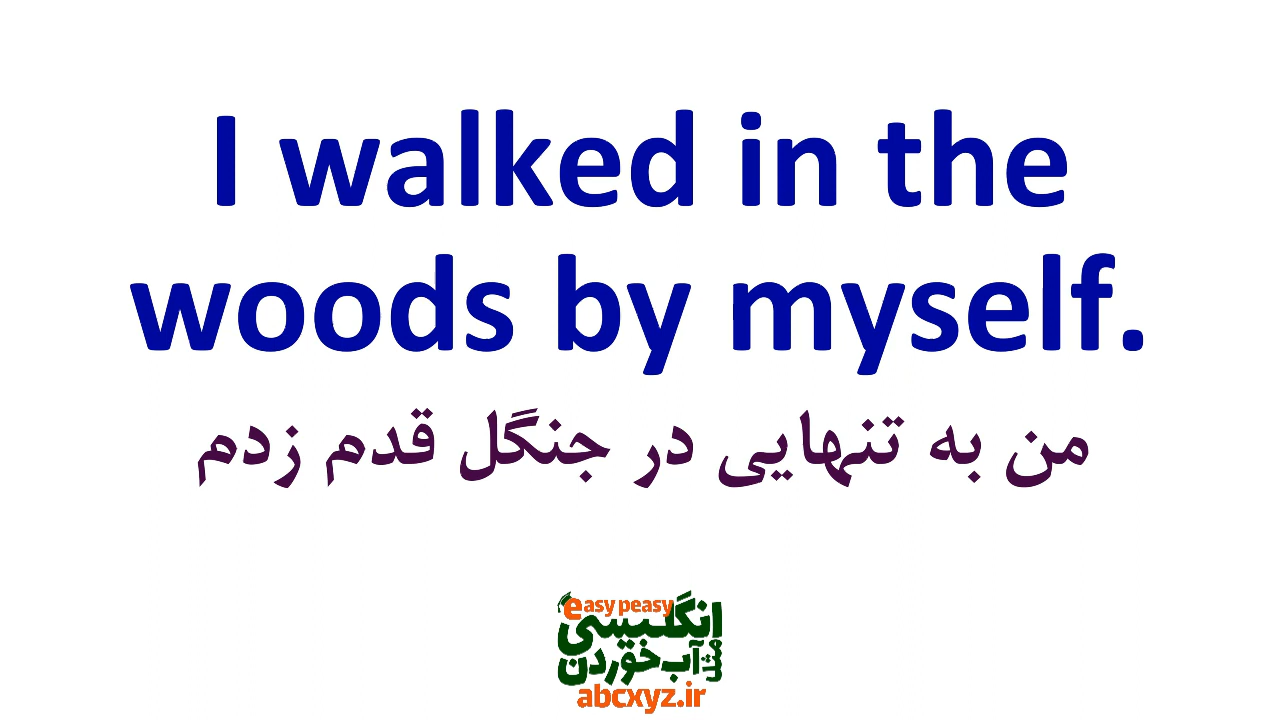 I walked in the
woods by myself.
من به تنهایی در جنگل قدم زدم
easy peasy
انگلیسی
مثل آب خوردن
abcxyz.ir